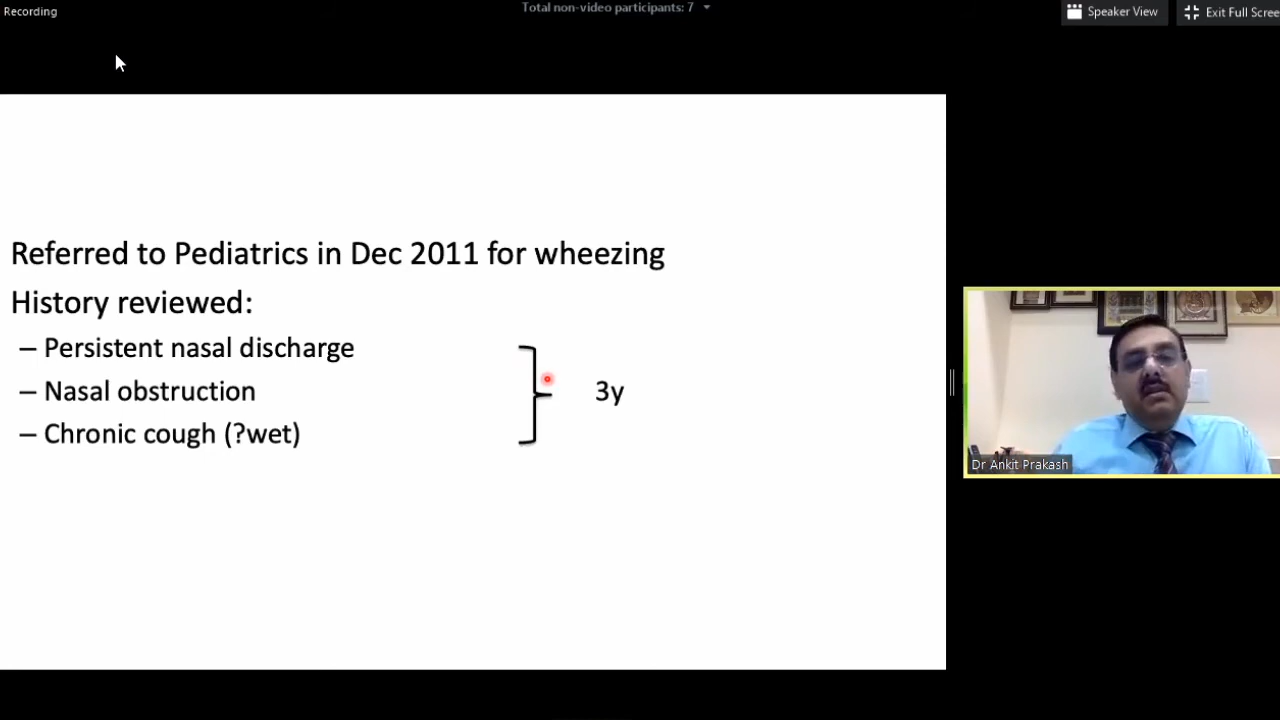 Recording
Total non-video participants: 7
Speaker View
Exit Full Scree
Referred to Pediatrics in Dec 2011 for wheezing
History reviewed:
– Persistent nasal discharge
– Nasal obstruction
– Chronic cough (?wet)
3y
Dr Ankit Prakash